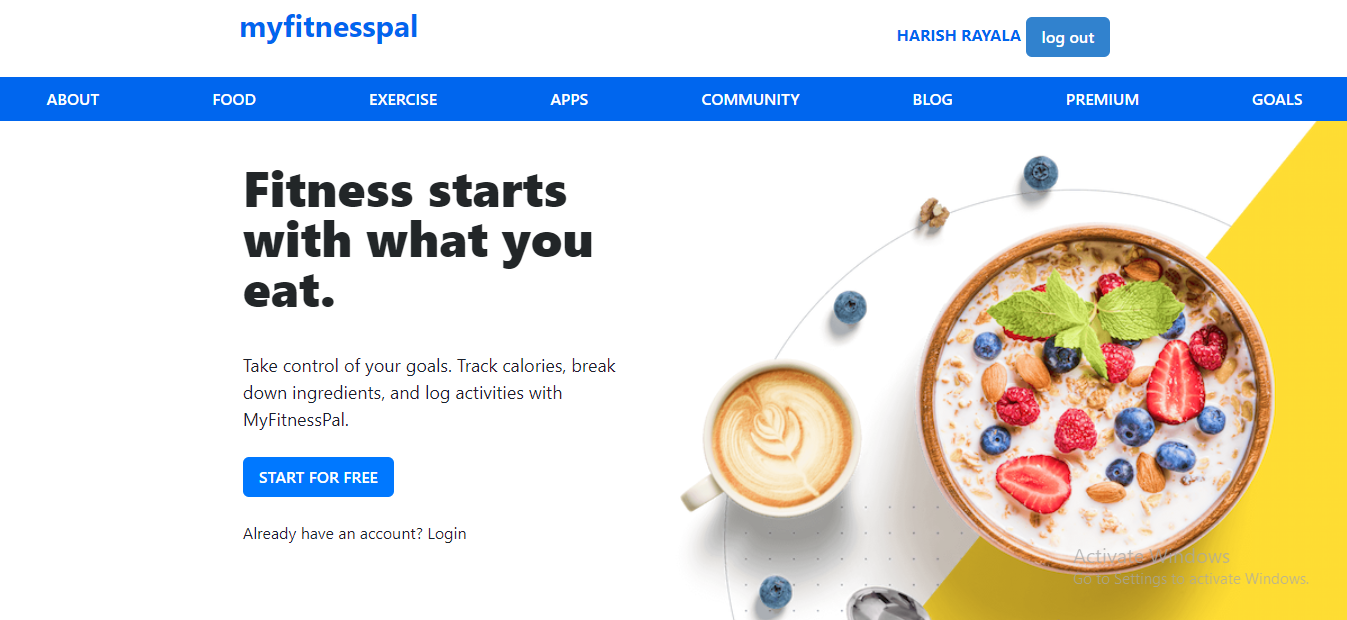 myfitnesspal
HARISH RAYALA log out
ABOUT FOOD EXERCISE APPS COMMUNITY BLOG PREMIUM GOALS
Fitness starts
with what you
eat.
Take control of your goals. Track calories, break
down ingredients, and log activities with
MyFitnessPal.
START FOR FREE
Already have an account? Login
Activate Windows
Go to Settings to activate Windows.